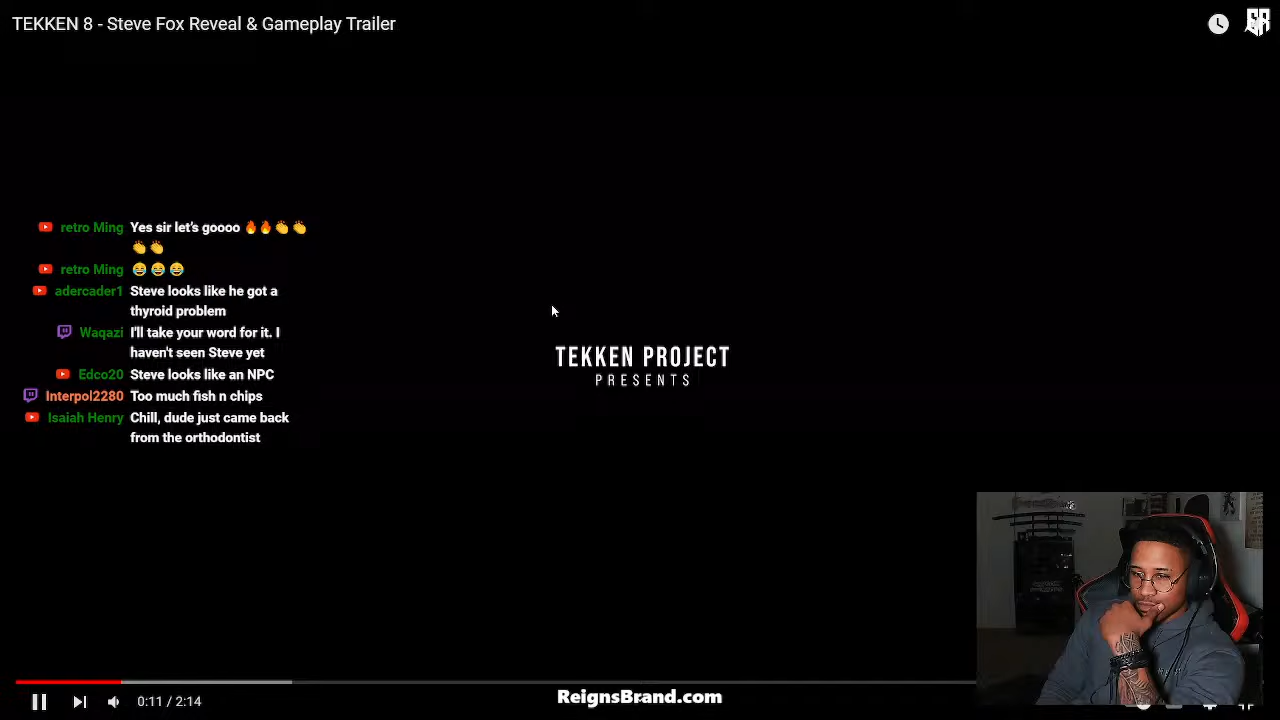 TEKKEN 8 - Steve Fox Reveal & Gameplay Trailer
retro Ming Yes sir let's goooo 🔥🔥👏👏
👏👏
retro Ming 😂😂😂
adercader1 Steve looks like he got a
thyroid problem
Waqazi I'll take your word for it. I
haven't seen Steve yet
Edco20 Steve looks like an NPC
Interpol2280 Too much fish n chips
Isaiah Henry Chill, dude just came back
from the orthodontist
TEKKEN PROJECT
PRESENTS
0:11 / 2:14
ReignsBrand.com